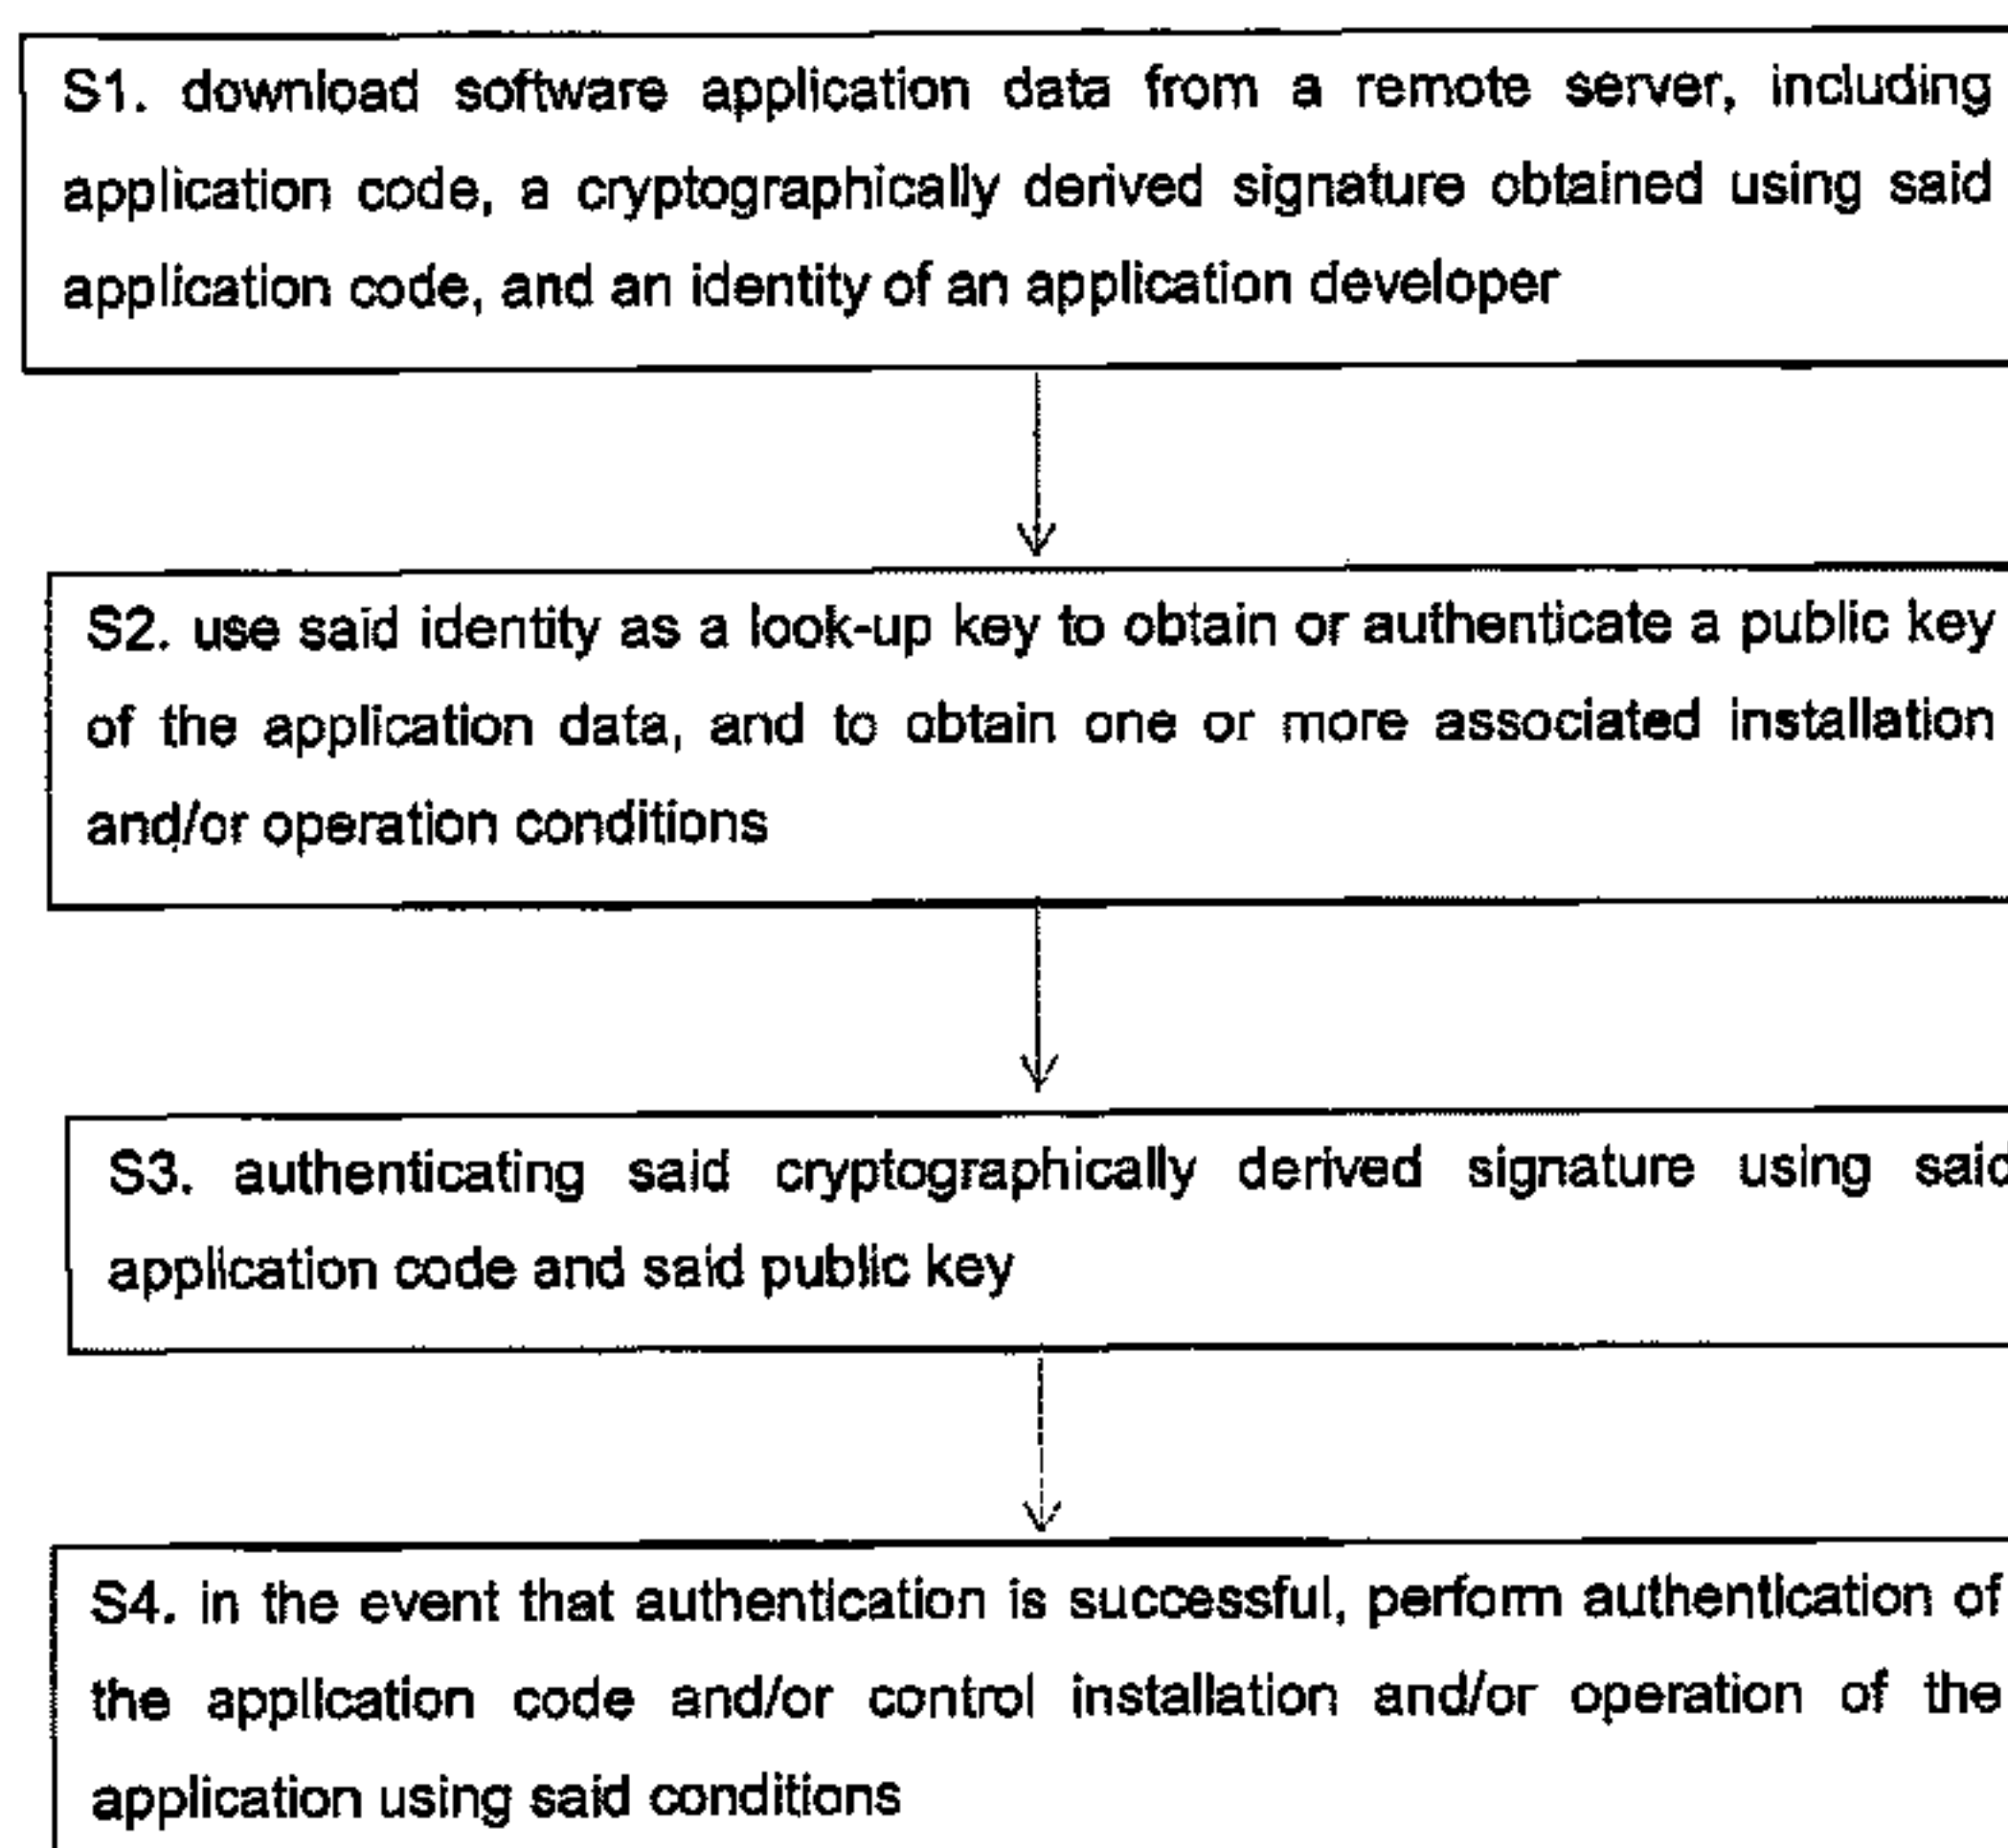 S1. download software application data from a remote server, including
application code, a cryptographically derived signature obtained using said
application code, and an identity of an application developer
S2. use said identity as a look-up key to obtain or authenticate a public key
of the application data, and to obtain one or more associated installation
and/or operation conditions
S3. authenticating said cryptographically derived signature using said
application code and said public key
S4. in the event that authentication is successful, perform authentication of
the application code and/or control installation and/or operation of the
application using said conditions